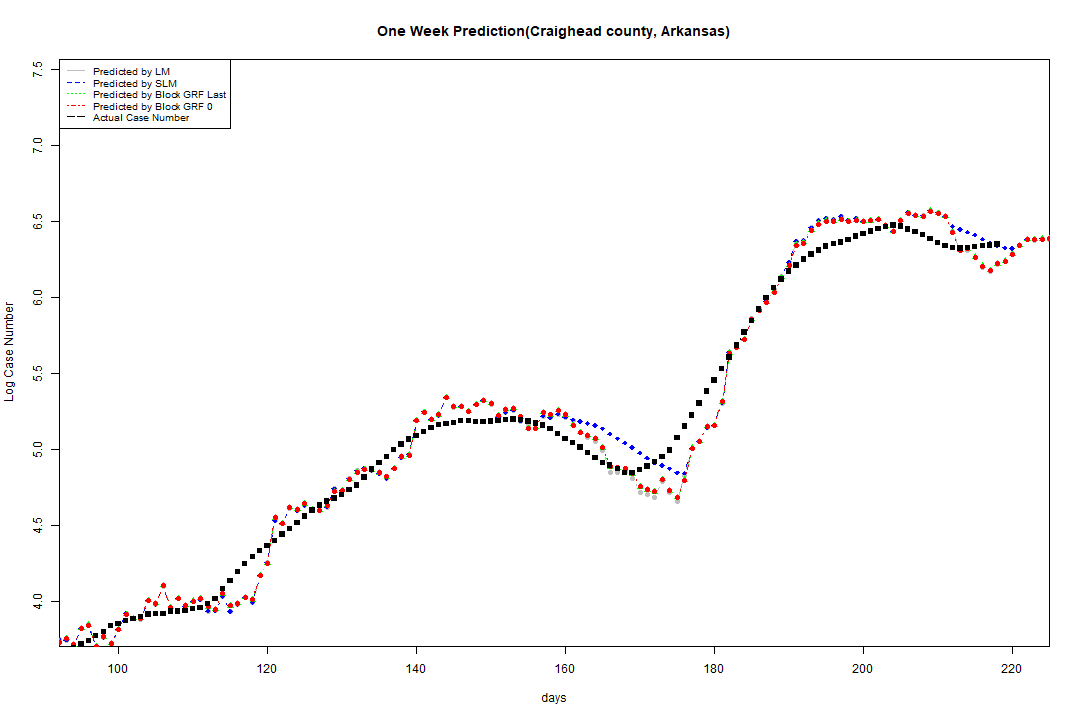 One Week Prediction(Craighead county, Arkansas)
Predicted by LM
Predicted by SLM
Predicted by Block GRF Last
Predicted by Block GRF 0
Actual Case Number
7.5
7.0
6.5
6.0
5.5
5.0
4.5
4.0
Log Case Number
100 120 140 160 180 200 220
days